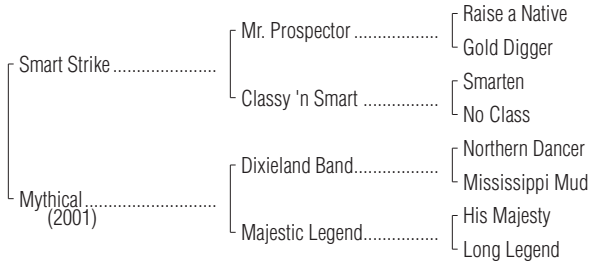 Raise a Native
Mr. Prospector ..................
Gold Digger
Smart Strike ......................
Smarten
Classy 'n Smart ................
No Class
Northern Dancer
Dixieland Band..................
Mississippi Mud
Mythical............................
(2001)
His Majesty
Majestic Legend................
Long Legend